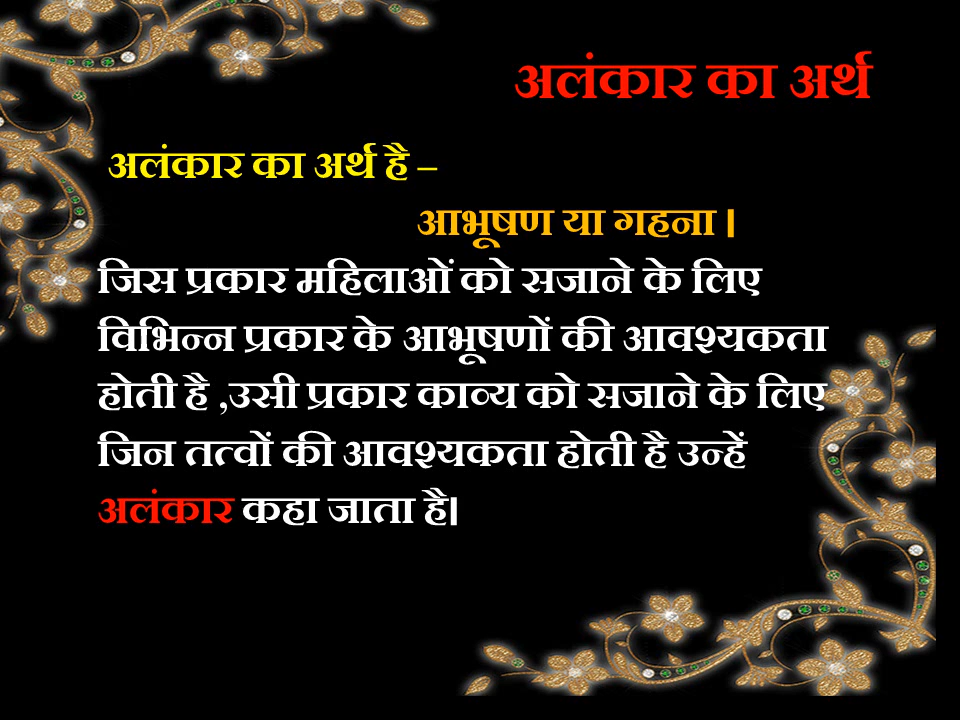 अलंकार का अर्थ
अलंकार का अर्थ है –
आभूषण या गहना ।
जिस प्रकार महिलाओं को सजाने के लिए
विभिन्न प्रकार के आभूषणों की आवश्यकता
होती है ,उसी प्रकार काव्य को सजाने के लिए
जिन तत्वों की आवश्यकता होती है उन्हें
अलंकार कहा जाता है।